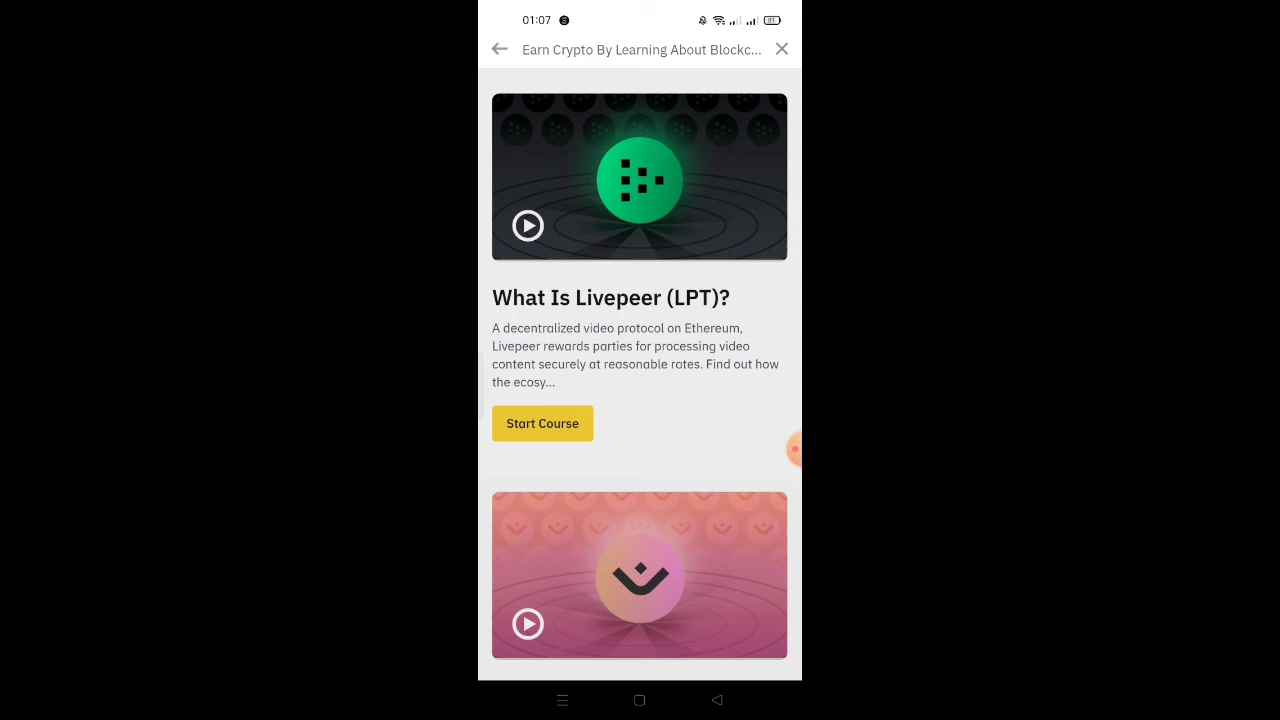 01:07
81
Earn Crypto By Learning About Blockc...
What Is Livepeer (LPT)?
A decentralized video protocol on Ethereum,
Livepeer rewards parties for processing video
content securely at reasonable rates. Find out how
the ecosy...
Start Course